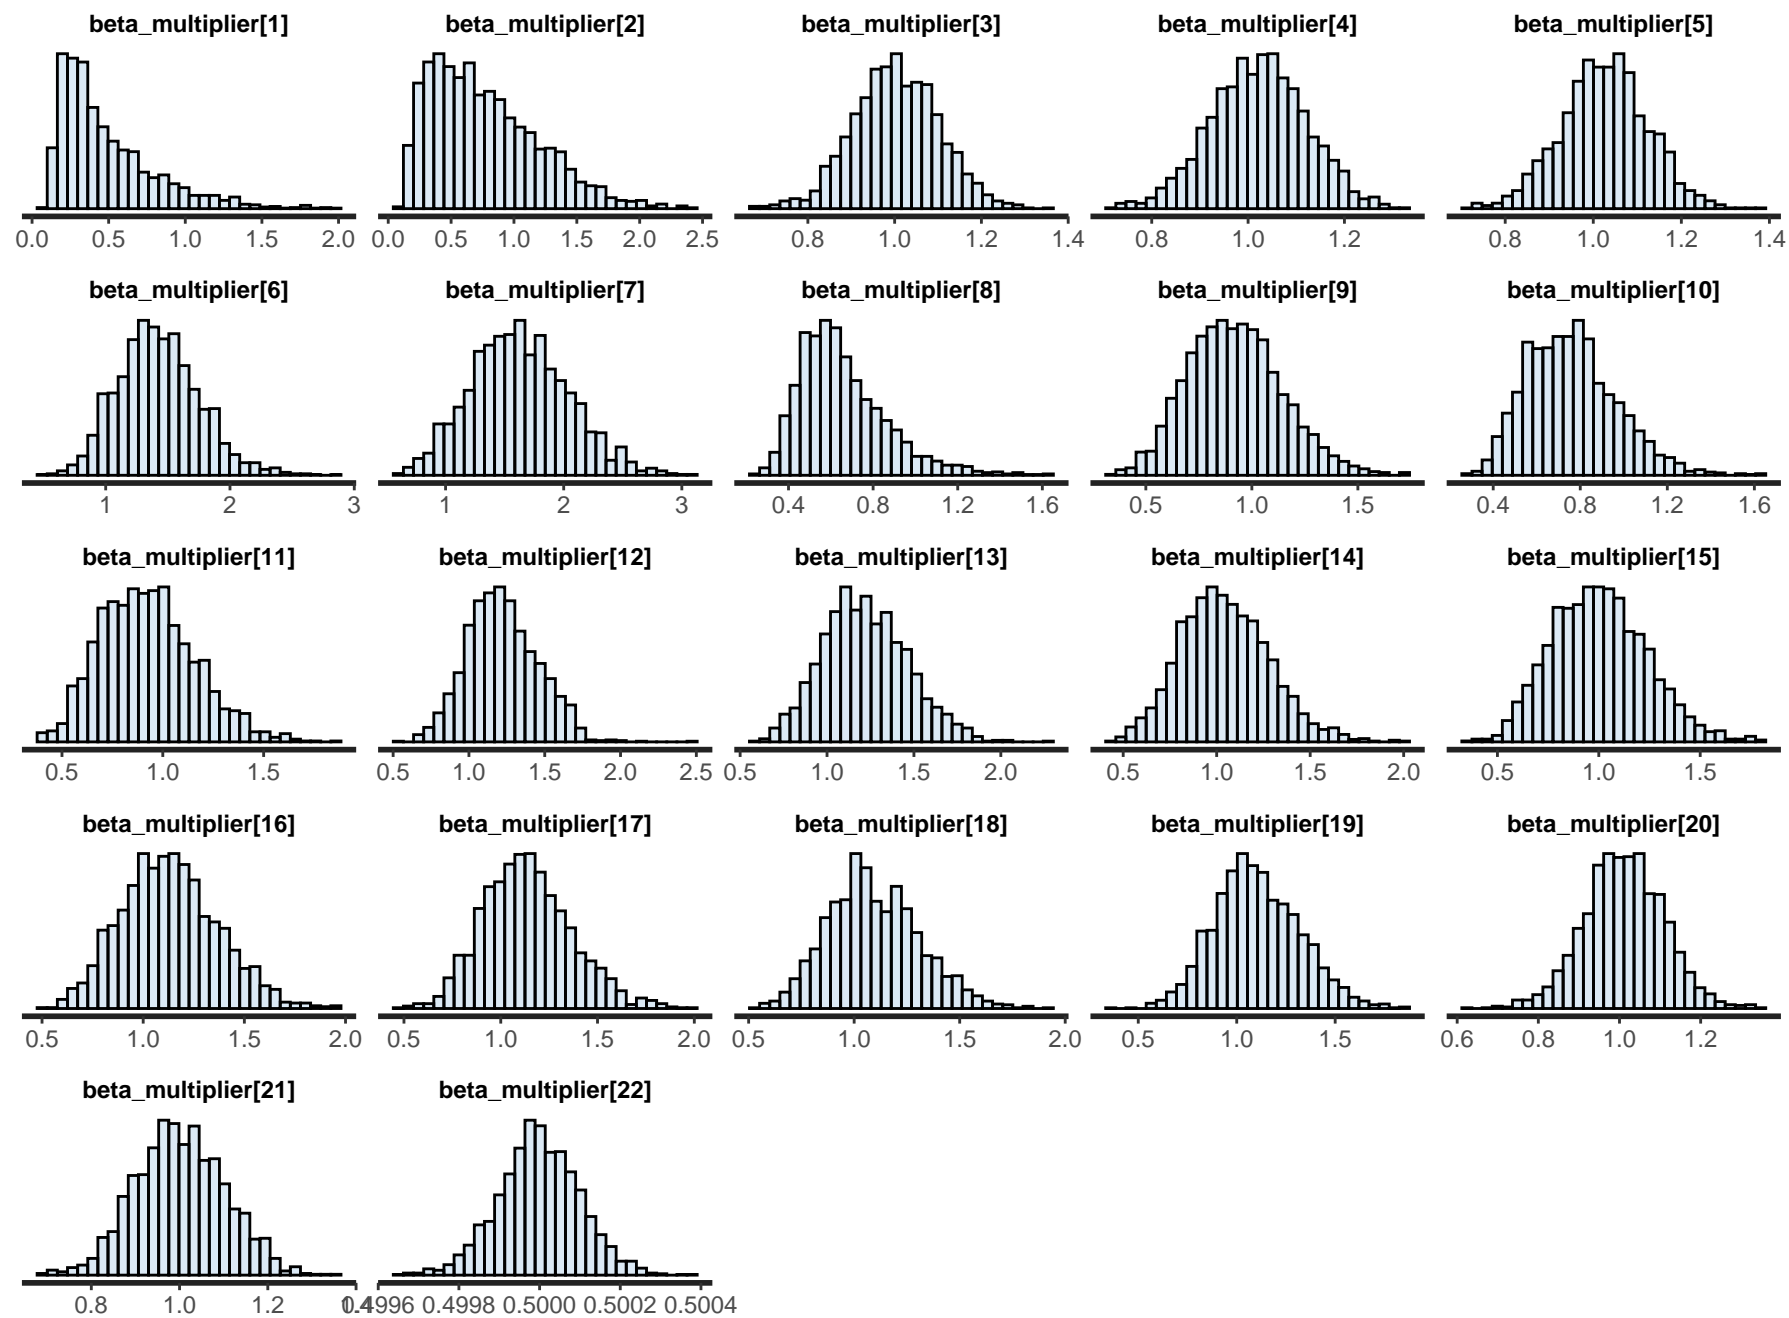 beta_multiplier[1] beta_multiplier[2] beta_multiplier[3] beta_multiplier[4] beta_multiplier[5]
0.0 0.5 1.0 1.5 2.0 0.0 0.5 1.0 1.5 2.0 2.5 0.8 1.0 1.2 1.4 0.8 1.0 1.2 0.8 1.0 1.2 1.4
beta_multiplier[6] beta_multiplier[7] beta_multiplier[8] beta_multiplier[9] beta_multiplier[10]
1 2 3 1 2 3 0.4 0.8 1.2 1.6 0.5 1.0 1.5 0.4 0.8 1.2 1.6
beta_multiplier[11] beta_multiplier[12] beta_multiplier[13] beta_multiplier[14] beta_multiplier[15]
0.5 1.0 1.5 0.5 1.0 1.5 2.0 2.5 0.5 1.0 1.5 2.0 0.5 1.0 1.5 2.0 0.5 1.0 1.5
beta_multiplier[16] beta_multiplier[17] beta_multiplier[18] beta_multiplier[19] beta_multiplier[20]
0.5 1.0 1.5 2.0 0.5 1.0 1.5 2.0 0.5 1.0 1.5 2.0 0.5 1.0 1.5 0.6 0.8 1.0 1.2
beta_multiplier[21] beta_multiplier[22]
0.8 1.0 1.2 1.4 0.4996 0.4998 0.5000 0.5002 0.5004